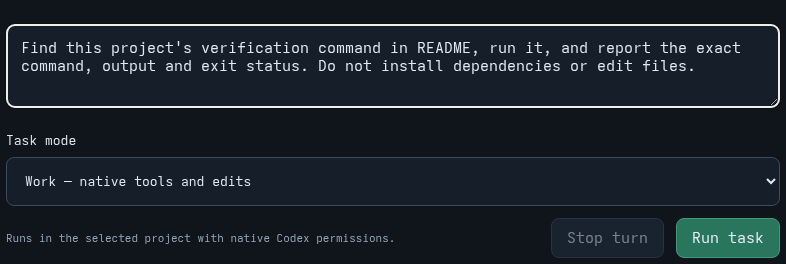 Find this project's verification command in README, run it, and report the exact
command, output and exit status. Do not install dependencies or edit files.
Task mode
Work — native tools and edits
Runs in the selected project with native Codex permissions.
Stop turn
Run task